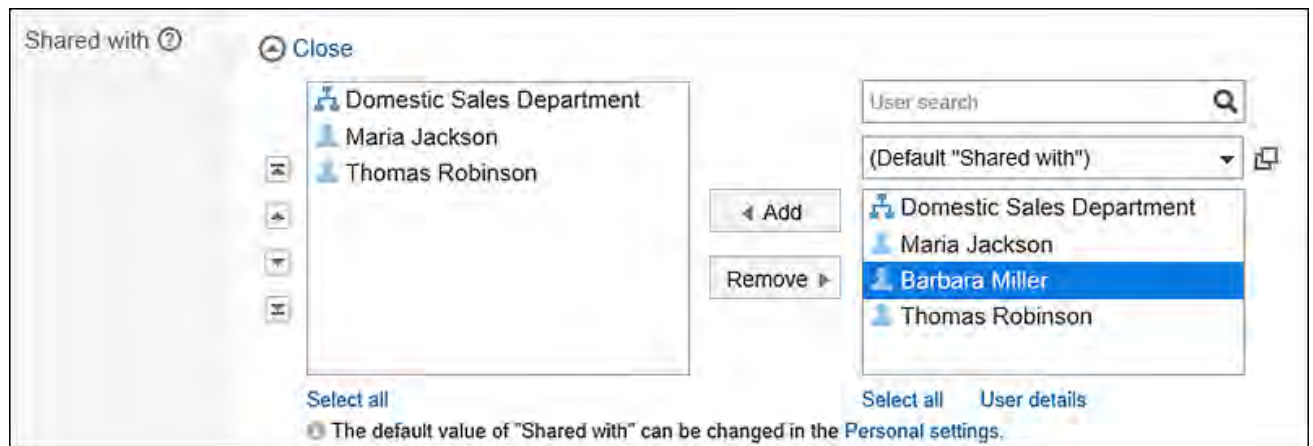 Shared with ?
Close
Domestic Sales Department
Maria Jackson
Thomas Robinson
Add
Remove
User search
(Default "Shared with")
Domestic Sales Department
Maria Jackson
Barbara Miller
Thomas Robinson
Select all
Select all User details
The default value of "Shared with" can be changed in the Personal settings.